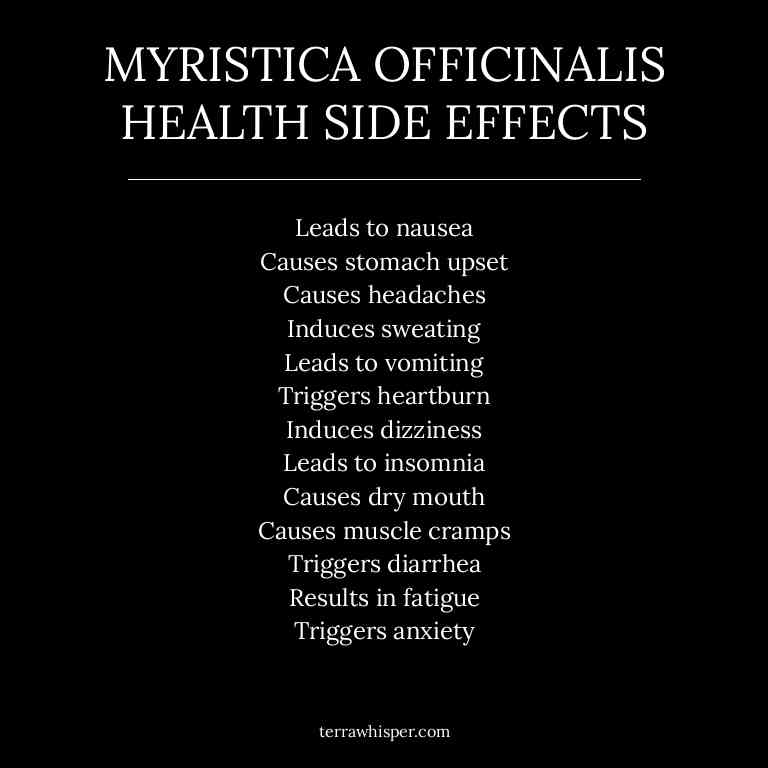 MYRISTICA OFFICINALIS
HEALTH SIDE EFFECTS
Leads to nausea
Causes stomach upset
Causes headaches
Induces sweating
Leads to vomiting
Triggers heartburn
Induces dizziness
Leads to insomnia
Causes dry mouth
Causes muscle cramps
Triggers diarrhea
Results in fatigue
Triggers anxiety
terrawhisper.com